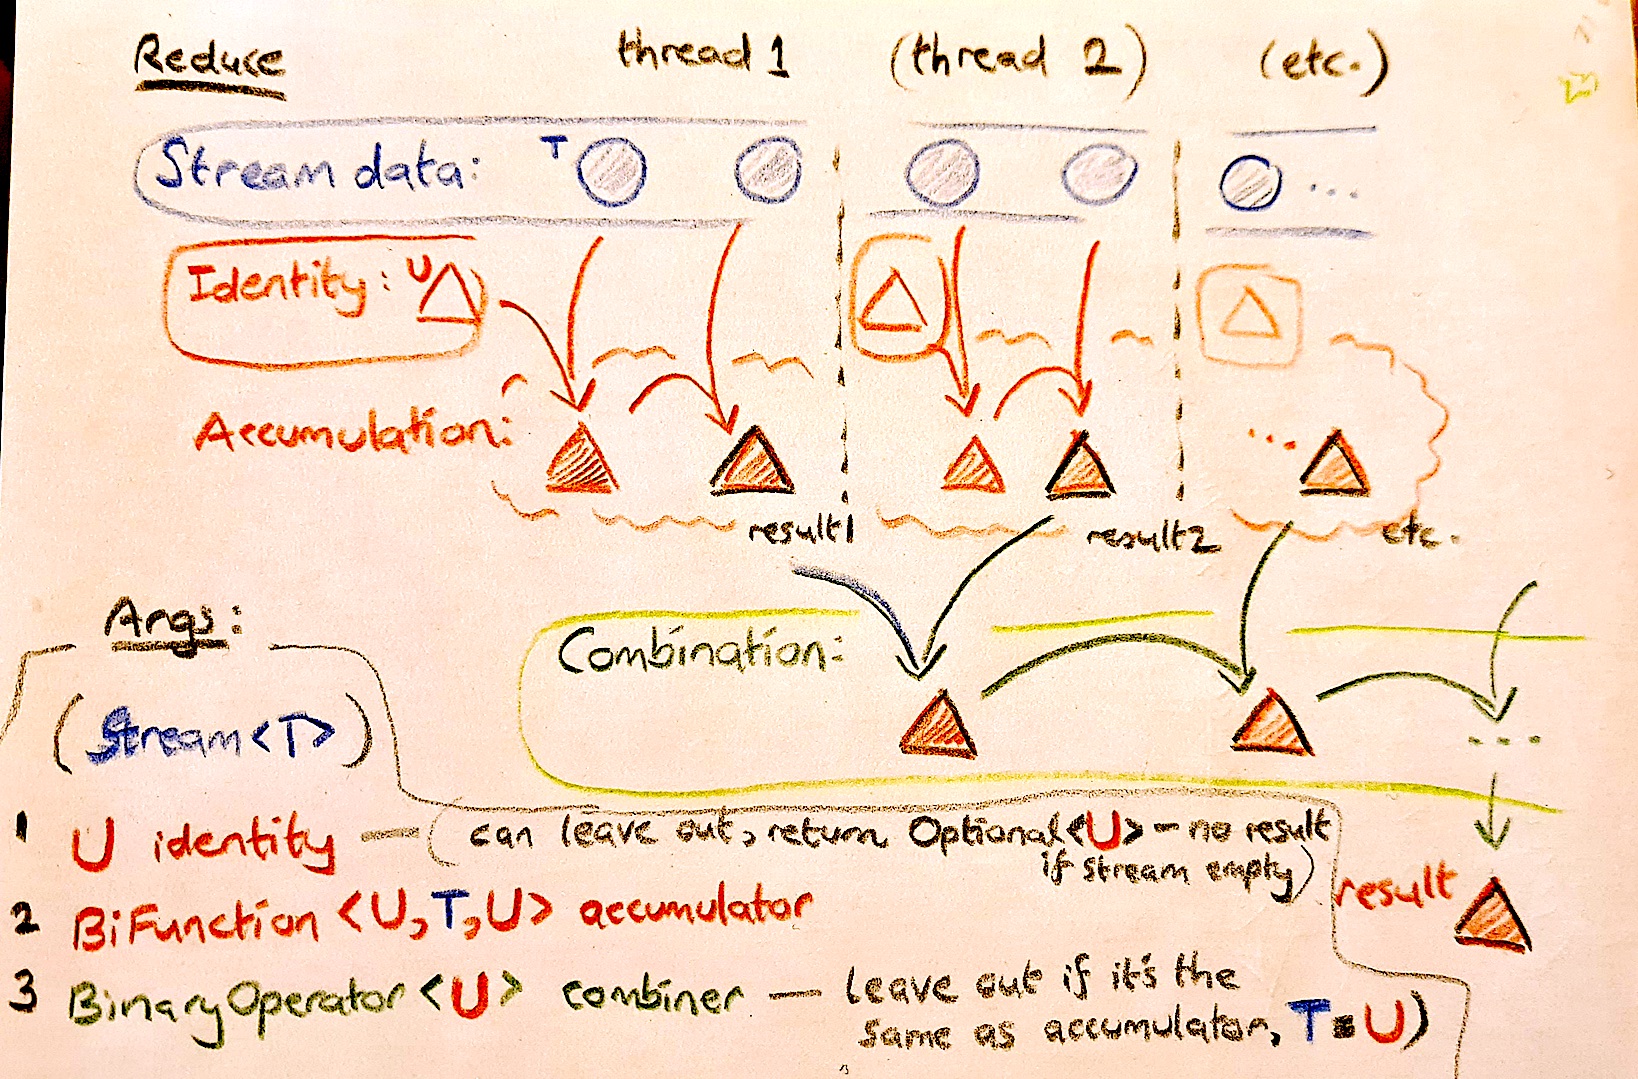 Reduce thread 1 (thread 2) (etc.)
Stream data: T ...
Identity: U
Accumulation: ...
result1 result2 etc.
Combination: ...
Args:
(Stream<T>)
1 U identity — (can leave out, return Optional<U> - no result
if stream empty)
result
2 BiFunction <U, T, U> accumulator
3 BinaryOperator <U> combiner — leave out if it's the
same as accumulator, T = U)